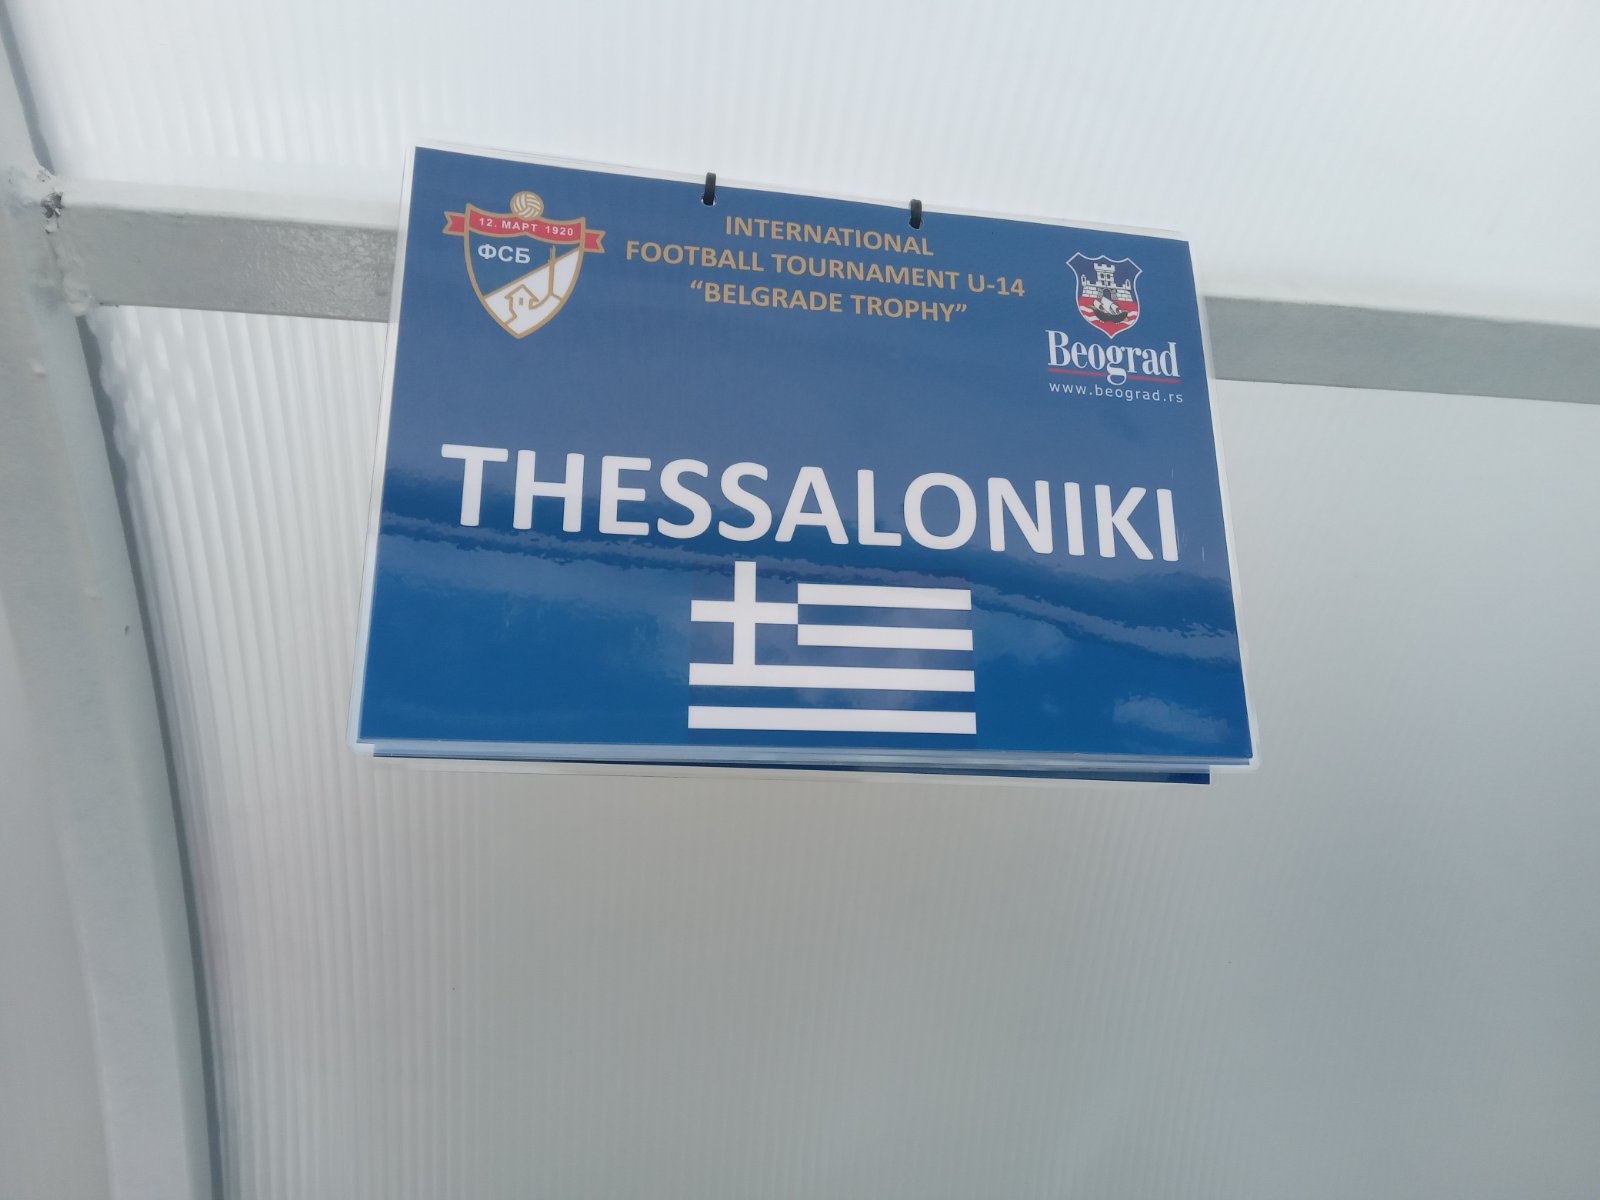 12. МАРТ 1920
ФСБ
INTERNATIONAL
FOOTBALL TOURNAMENT U-14
“BELGRADE TROPHY”
Beograd
www.beograd.rs
THESSALONIKI